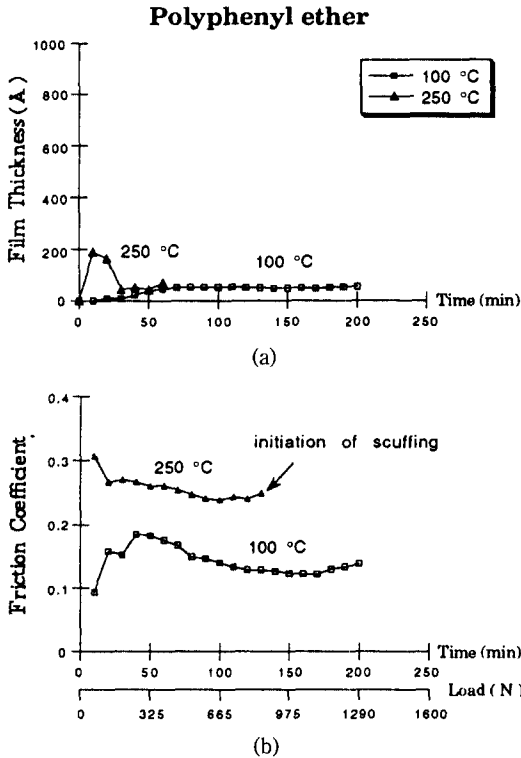 Polyphenyl ether
1000
800
600
400
200
0
Film Thickness (A)
100 °C
250 °C
250 °C
100 °C
0 50 100 150 200 250
Time (min)
(a)
0.4
0.3
0.2
0.1
0
Friction Coefficient
250 °C
initiation of scuffing
100 °C
0 50 100 150 200 250
Time (min)
0 325 665 975 1290 1600
Load ( N )
(b)